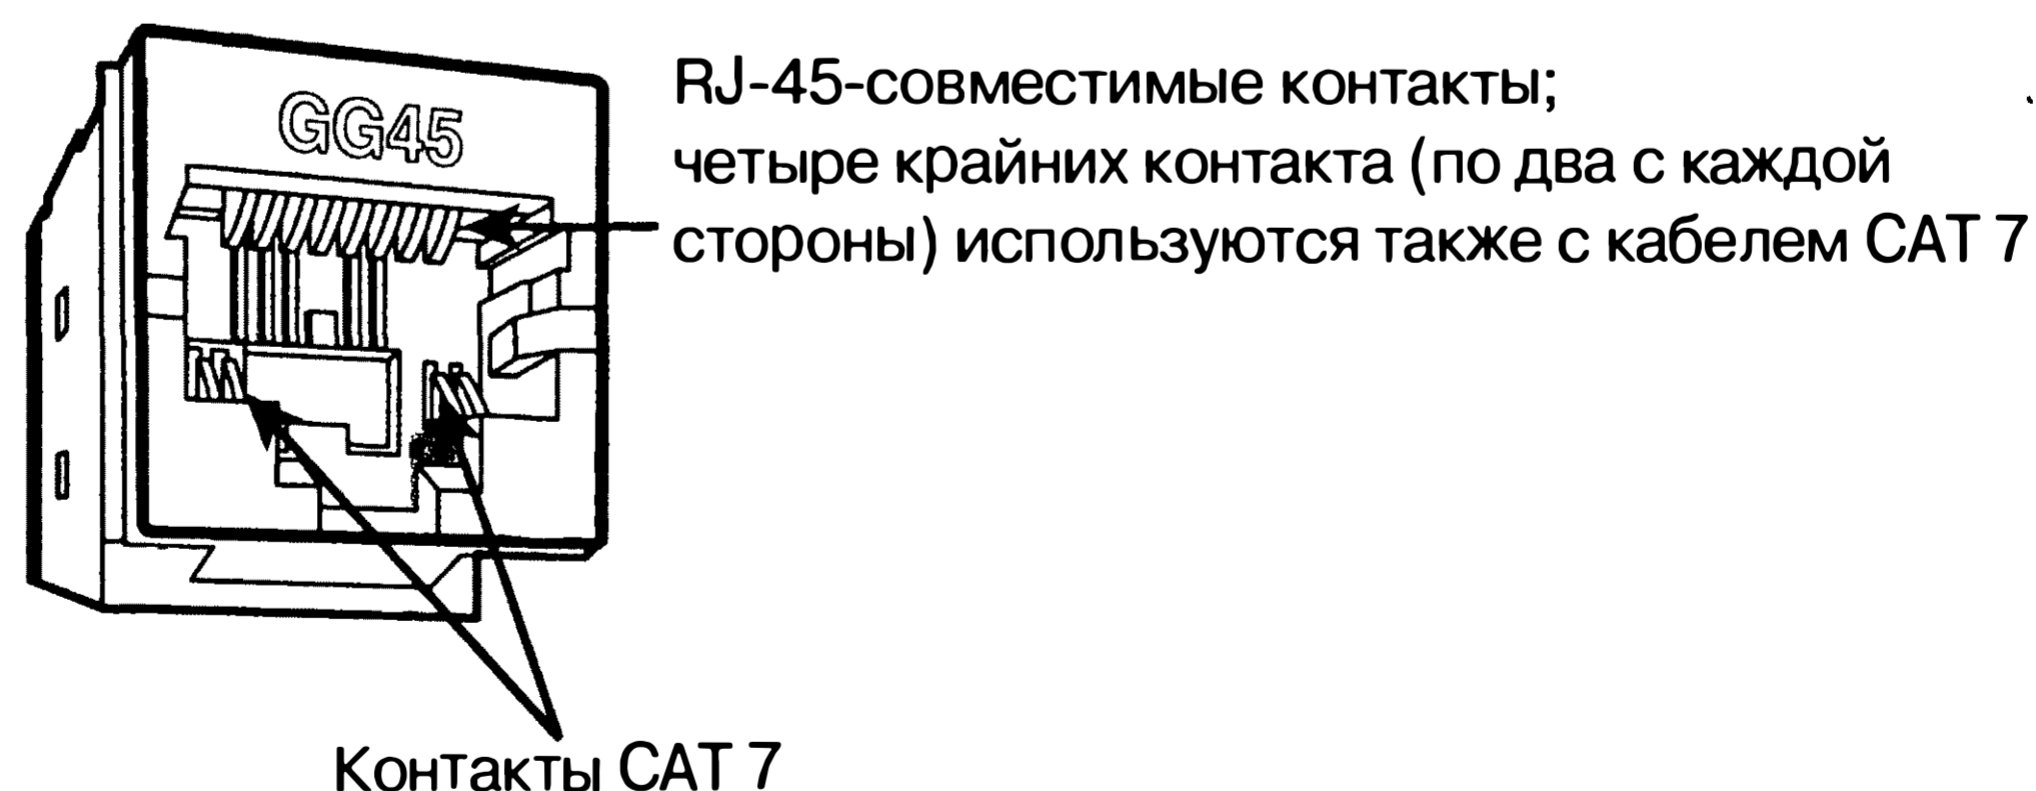 GG45
RJ-45-совместимые контакты;
четыре крайних контакта (по два с каждой
стороны) используются также с кабелем CAT 7
Контакты CAT 7